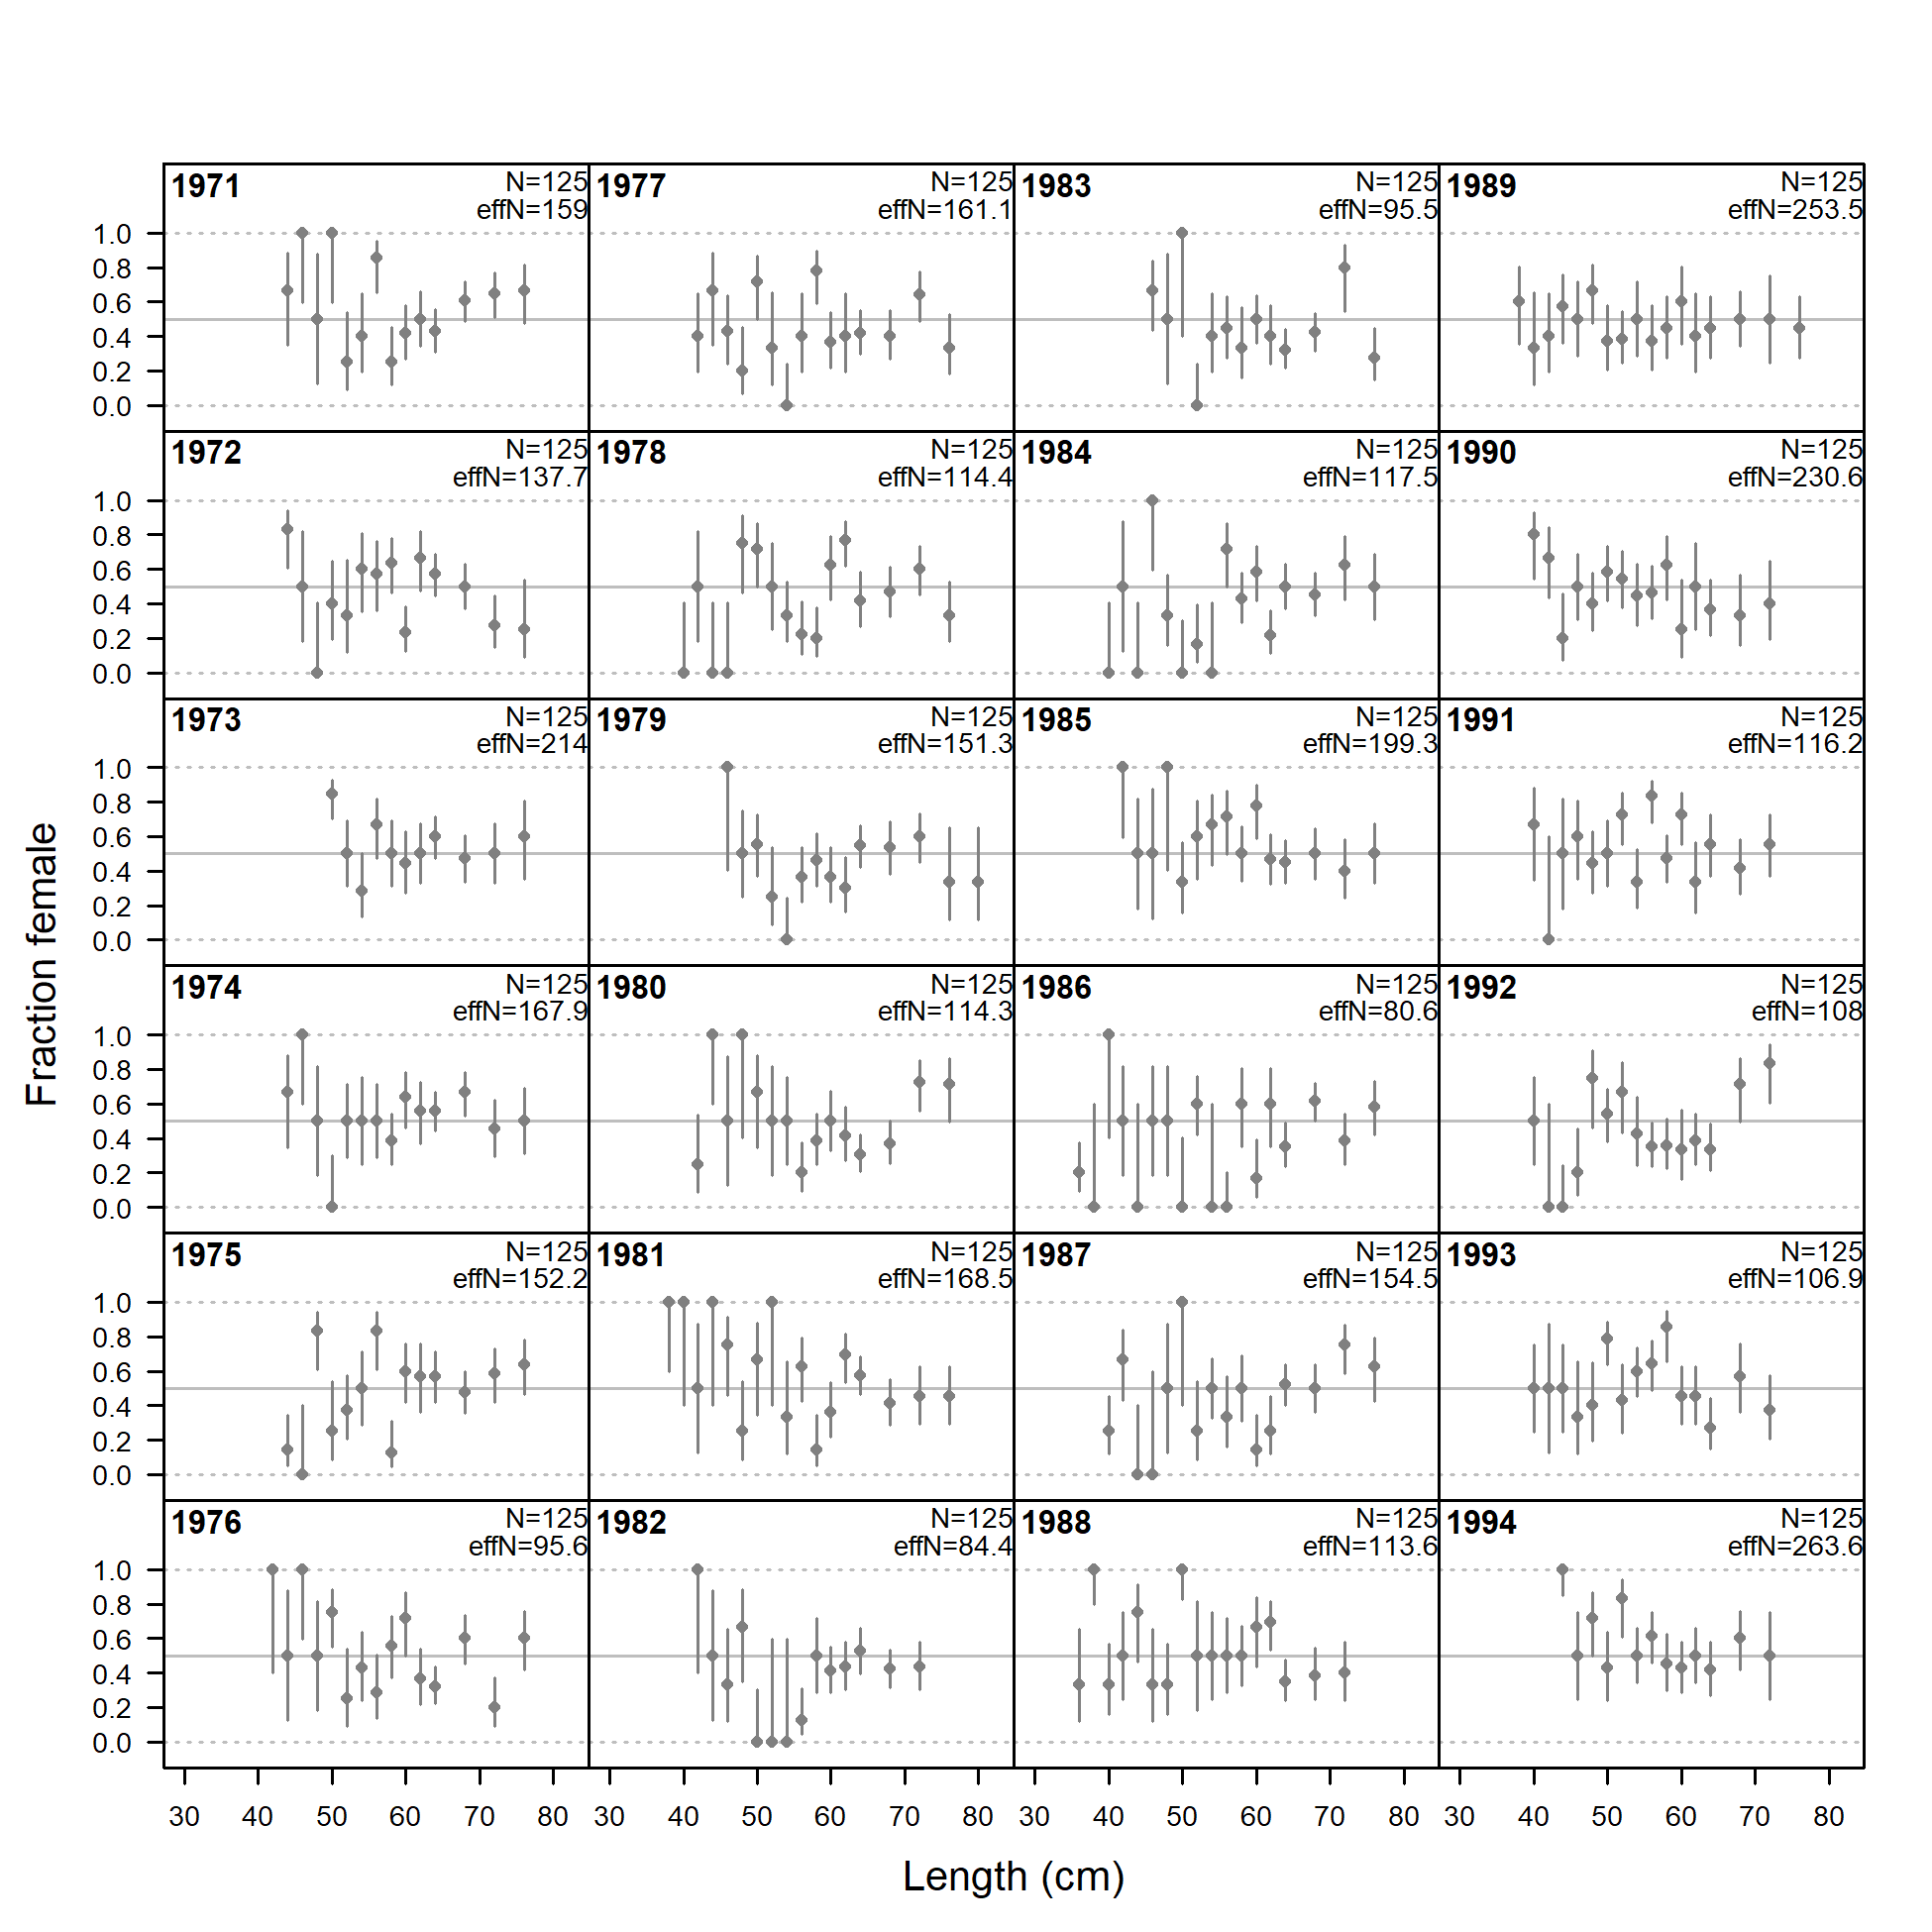 1971 N=125 1977 N=125 1983 N=125 1989 N=125
effN=159 effN=161.1 effN=95.5 effN=253.5
1.0
0.8
0.6
0.4
0.2
0.0
1972 N=125 1978 N=125 1984 N=125 1990 N=125
effN=137.7 effN=114.4 effN=117.5 effN=230.6
1.0
0.8
0.6
0.4
0.2
0.0
1973 N=125 1979 N=125 1985 N=125 1991 N=125
effN=214 effN=151.3 effN=199.3 effN=116.2
1.0
0.8
0.6
0.4
0.2
0.0
1974 N=125 1980 N=125 1986 N=125 1992 N=125
effN=167.9 effN=114.3 effN=80.6 effN=108
1.0
0.8
0.6
0.4
0.2
0.0
1975 N=125 1981 N=125 1987 N=125 1993 N=125
effN=152.2 effN=168.5 effN=154.5 effN=106.9
1.0
0.8
0.6
0.4
0.2
0.0
1976 N=125 1982 N=125 1988 N=125 1994 N=125
effN=95.6 effN=84.4 effN=113.6 effN=263.6
1.0
0.8
0.6
0.4
0.2
0.0
30 40 50 60 70 80 30 40 50 60 70 80 30 40 50 60 70 80 30 40 50 60 70 80
Length (cm)
Fraction female